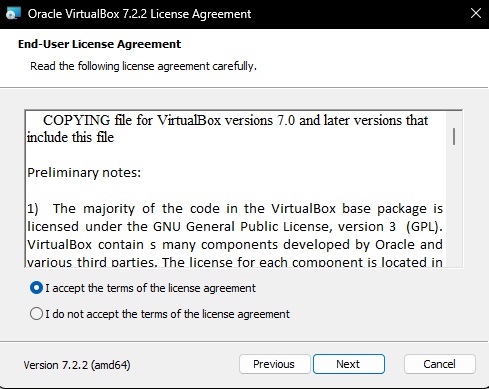 Oracle VirtualBox 7.2.2 License Agreement
End-User License Agreement
Read the following license agreement carefully.
COPYING file for VirtualBox versions 7.0 and later versions that
include this file
Preliminary notes:
1) The majority of the code in the VirtualBox base package is
licensed under the GNU General Public License, version 3 (GPL).
VirtualBox contain s many components developed by Oracle and
various third parties. The license for each component is located in
I accept the terms of the license agreement
I do not accept the terms of the license agreement
Version 7.2.2 (amd64)
Previous
Next
Cancel